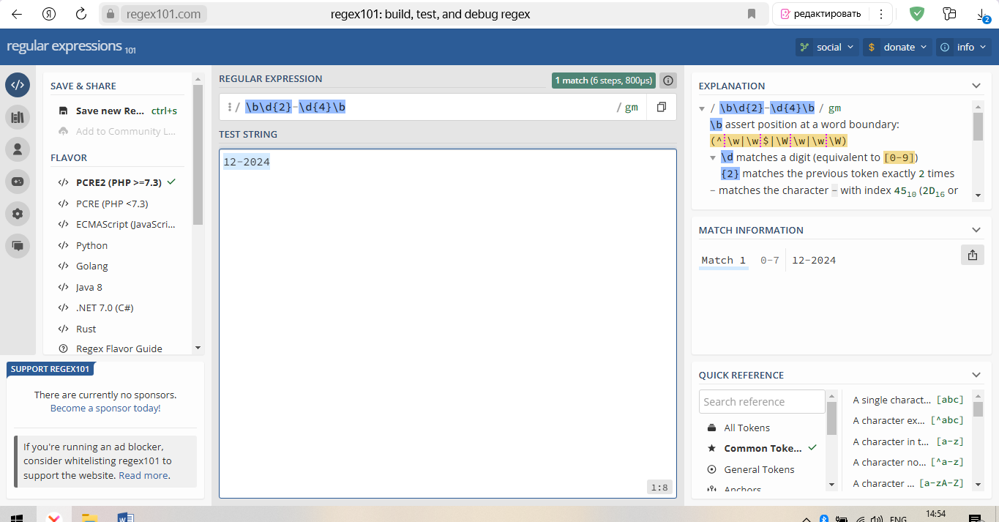 regex101.com
regex101: build, test, and debug regex
редактировать
2
regular expressions 101
social
donate
info
SAVE & SHARE
Save new Re... ctrl+s
Add to Community L...
FLAVOR
PCRE2 (PHP >=7.3)
PCRE (PHP <7.3)
ECMAScript (JavaScri...
Python
Golang
Java 8
.NET 7.0 (C#)
Rust
Regex Flavor Guide
SUPPORT REGEX101
There are currently no sponsors.
Become a sponsor today!
If you're running an ad blocker,
consider whitelisting regex101 to
support the website. Read more.
REGULAR EXPRESSION
1 match (6 steps, 800μs)
/ \b\d{2}-\d{4}\b / gm
TEST STRING
12-2024
1:8
EXPLANATION
/ \b\d{2}-\d{4}\b / gm
\b assert position at a word boundary:
(^|\w|\w$|\W|\w|\w|\W)
\d matches a digit (equivalent to [0-9])
{2} matches the previous token exactly 2 times
- matches the character - with index 45₁₀ (2D₁₆ or
MATCH INFORMATION
Match 1 0-7 12-2024
QUICK REFERENCE
Search reference
All Tokens
Common Toke...
General Tokens
Anchors
A single charact... [abc]
A character ex... [^abc]
A character in t... [a-z]
A character no... [^a-z]
A character ... [a-zA-Z]
ENG
14:54